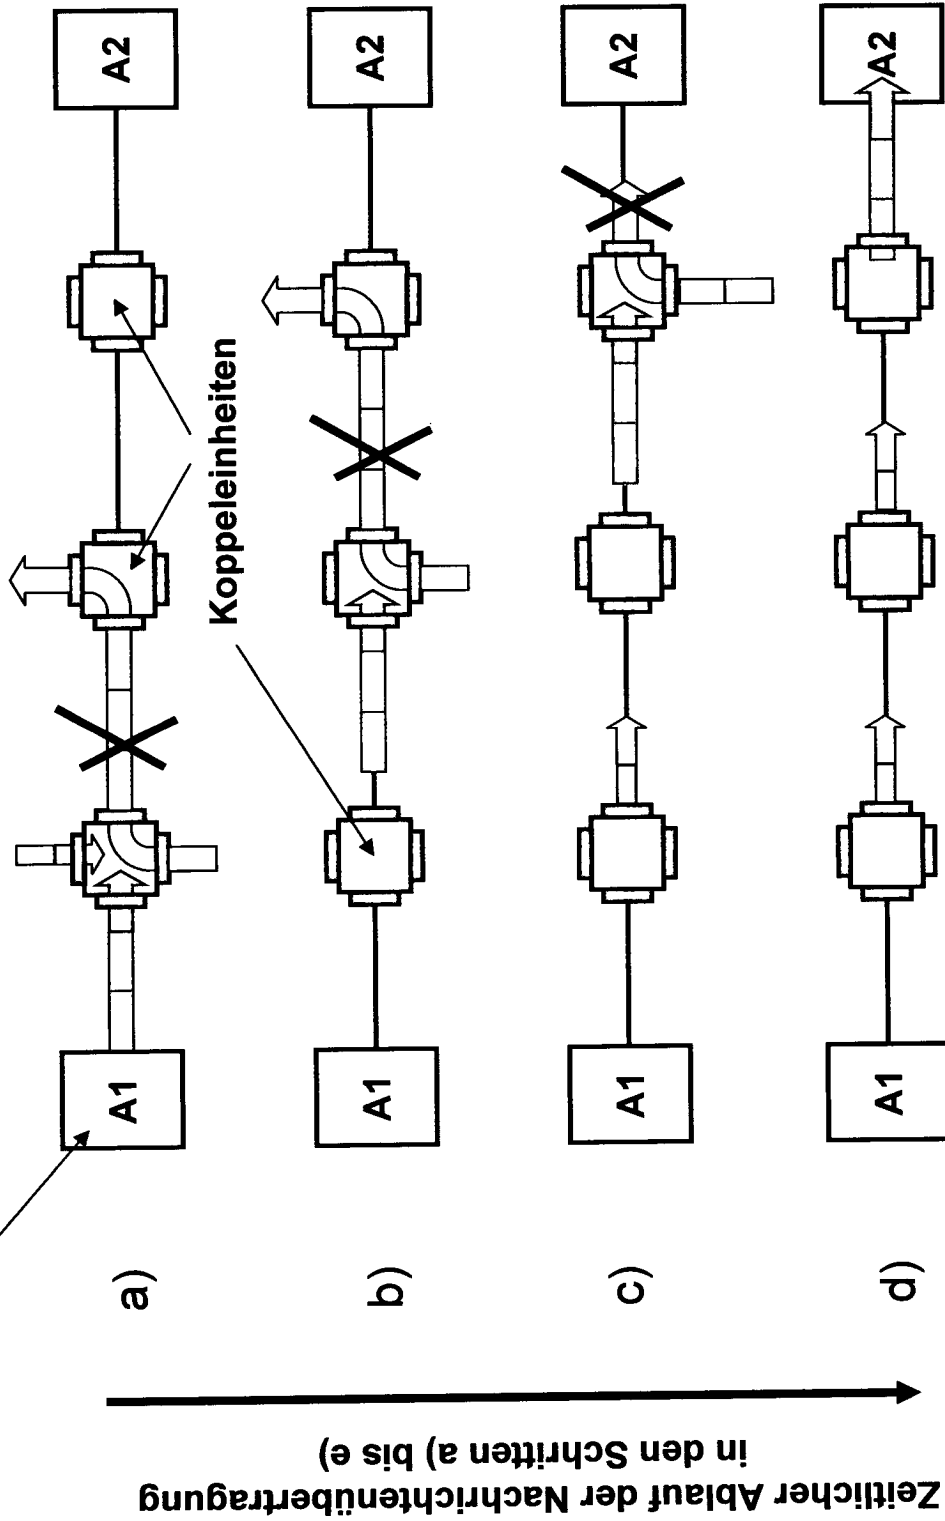 Zeitlicher Ablauf der Nachrichtenübertragung
in den Schritten a) bis e)
a)
A1
A2
Koppeleinheiten
b)
A1
A2
c)
A1
A2
d)
A1
A2